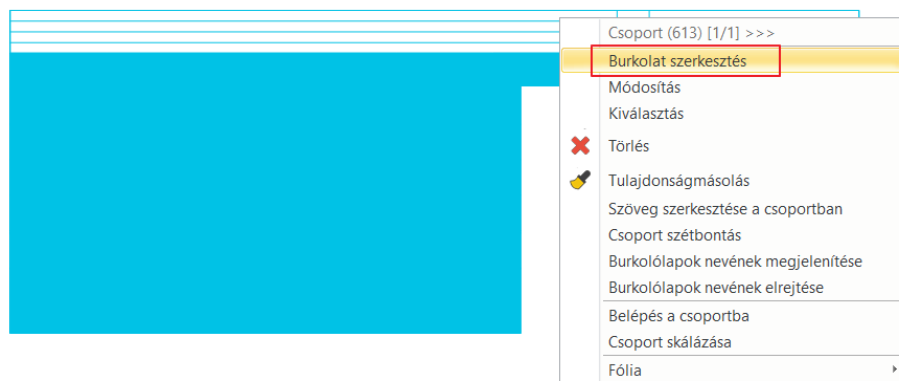 Csoport (613) [1/1] >>>
Burkolat szerkesztés
Módosítás
Kiválasztás
Törlés
Tulajdonságmásolás
Szöveg szerkesztése a csoportban
Csoport szétbontás
Burkolólapok nevének megjelenítése
Burkolólapok nevének elrejtése
Belépés a csoportba
Csoport skálázása
Fólia